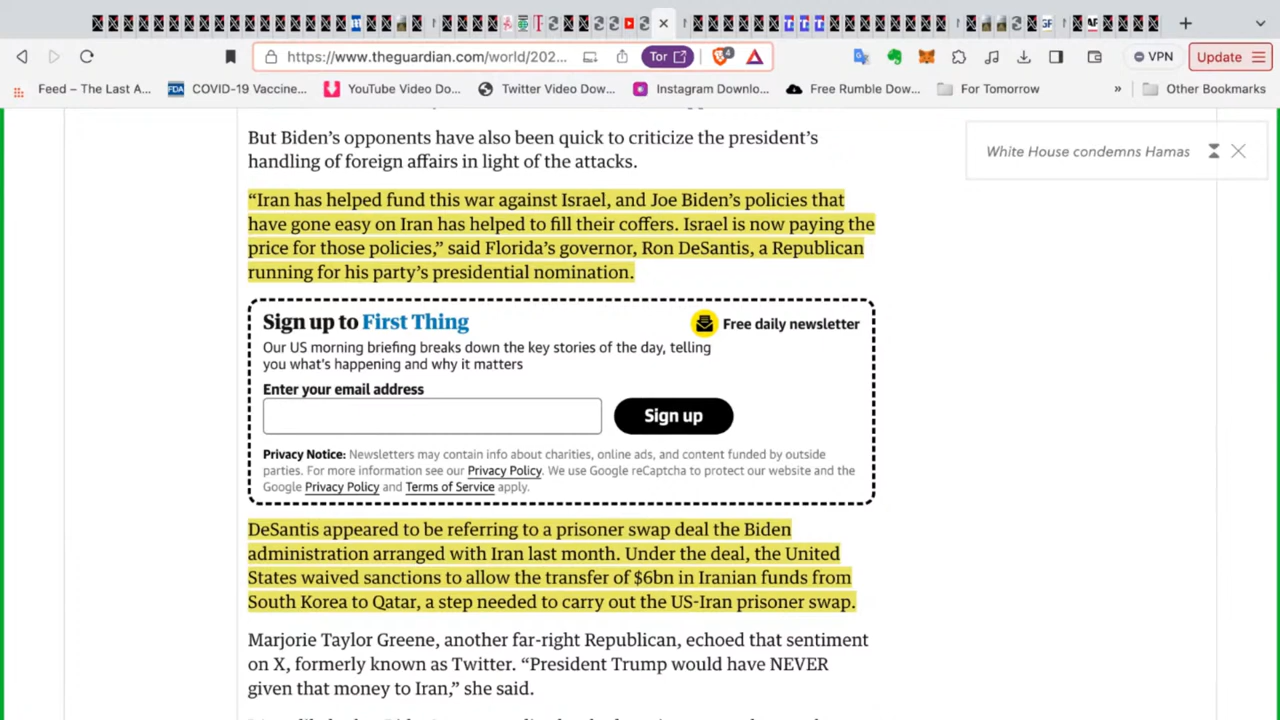 https://www.theguardian.com/world/202...
Tor
4
VPN
Update
Feed – The Last A...
FDA
COVID-19 Vaccine...
YouTube Video Do...
Twitter Video Dow...
Instagram Downlo...
Free Rumble Dow...
For Tomorrow
»
Other Bookmarks
But Biden’s opponents have also been quick to criticize the president’s
handling of foreign affairs in light of the attacks.
White House condemns Hamas
“Iran has helped fund this war against Israel, and Joe Biden’s policies that
have gone easy on Iran has helped to fill their coffers. Israel is now paying the
price for those policies,” said Florida’s governor, Ron DeSantis, a Republican
running for his party’s presidential nomination.
Sign up to First Thing
Free daily newsletter
Our US morning briefing breaks down the key stories of the day, telling
you what’s happening and why it matters
Enter your email address
Sign up
Privacy Notice: Newsletters may contain info about charities, online ads, and content funded by outside
parties. For more information see our Privacy Policy. We use Google reCaptcha to protect our website and the
Google Privacy Policy and Terms of Service apply.
DeSantis appeared to be referring to a prisoner swap deal the Biden
administration arranged with Iran last month. Under the deal, the United
States waived sanctions to allow the transfer of $6bn in Iranian funds from
South Korea to Qatar, a step needed to carry out the US-Iran prisoner swap.
Marjorie Taylor Greene, another far-right Republican, echoed that sentiment
on X, formerly known as Twitter. “President Trump would have NEVER
given that money to Iran,” she said.